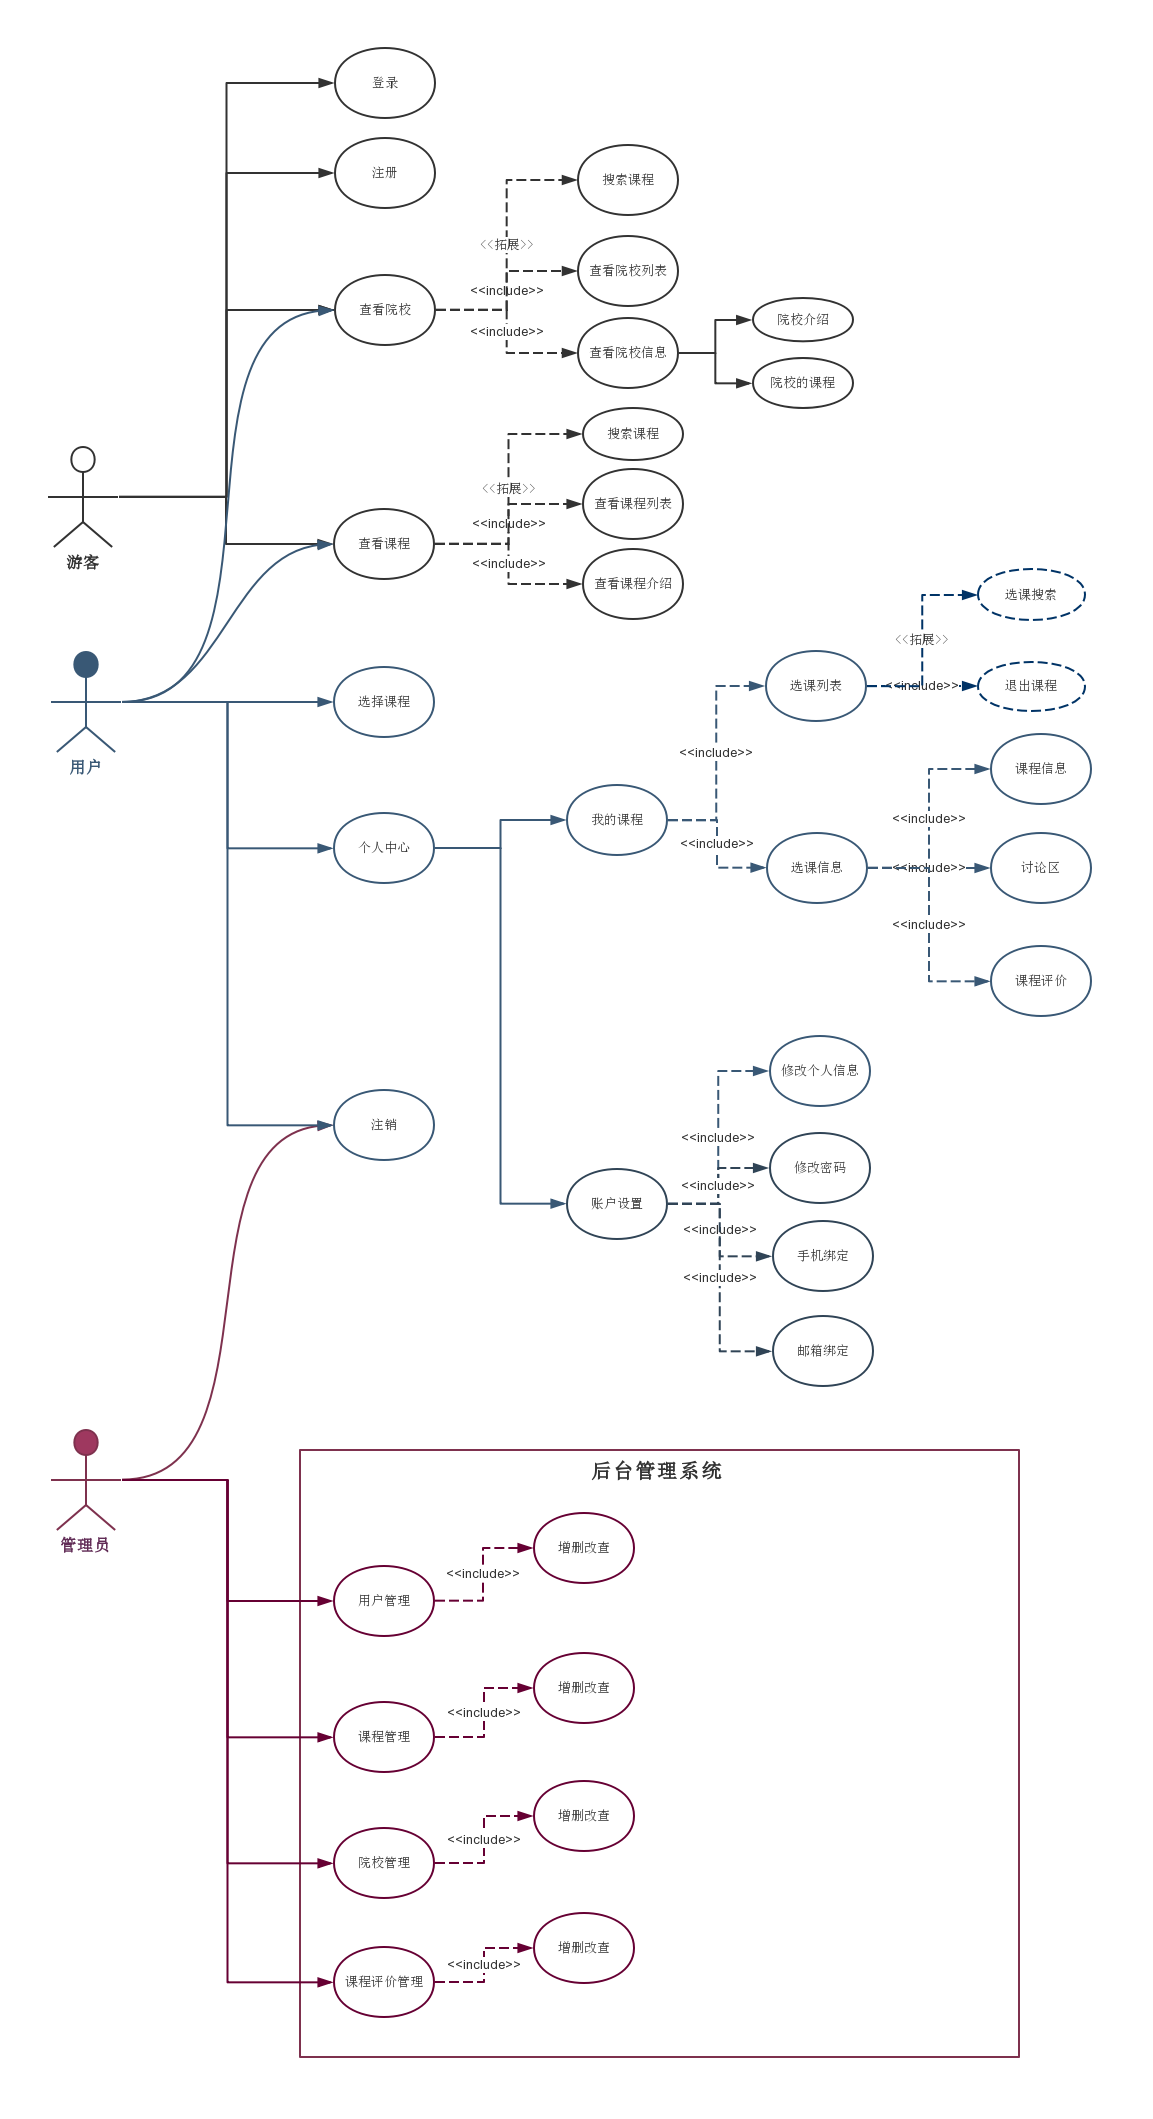 登录
注册
搜索课程
<<拓展>>
查看院校列表
<<include>>
查看院校
院校介绍
<<include>>
查看院校信息
院校的课程
搜索课程
<<拓展>>
查看课程列表
<<include>>
查看课程
游客
<<include>>
查看课程介绍
选课搜索
<<拓展>>
选课列表
<<include>>
退出课程
选择课程
用户
<<include>>
课程信息
我的课程
<<include>>
个人中心
<<include>>
选课信息
<<include>>
讨论区
<<include>>
课程评价
修改个人信息
注销
<<include>>
修改密码
<<include>>
账户设置
<<include>>
手机绑定
<<include>>
邮箱绑定
后台管理系统
管理员
增删改查
<<include>>
用户管理
增删改查
<<include>>
课程管理
增删改查
<<include>>
院校管理
增删改查
<<include>>
课程评价管理